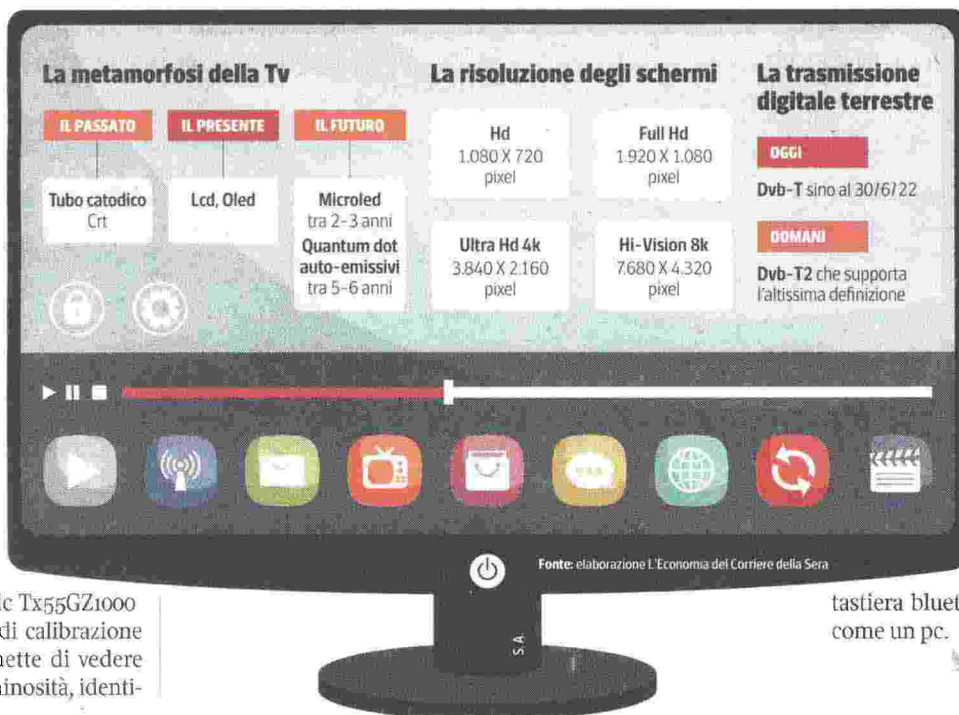 La metamorfosi della Tv
IL PASSATO
Tubo catodico
Crt
IL PRESENTE
Lcd, Oled
IL FUTURO
Microled
tra 2-3 anni
Quantum dot
auto-emissivi
tra 5-6 anni
La risoluzione degli schermi
Hd
1.080 X 720
pixel
Full Hd
1.920 X 1.080
pixel
Ultra Hd 4k
3.840 X 2.160
pixel
Hi-Vision 8k
7.680 X 4.320
pixel
La trasmissione
digitale terrestre
OGGI
Dvb-T sino al 30/6/22
DOMANI
Dvb-T2 che supporta
l'altissima definizione
Fonte: elaborazione L'Economia del Corriere della Sera
S.A.
Tx55GZ1000
di calibrazione
di vedere
tastiera
come un pc.